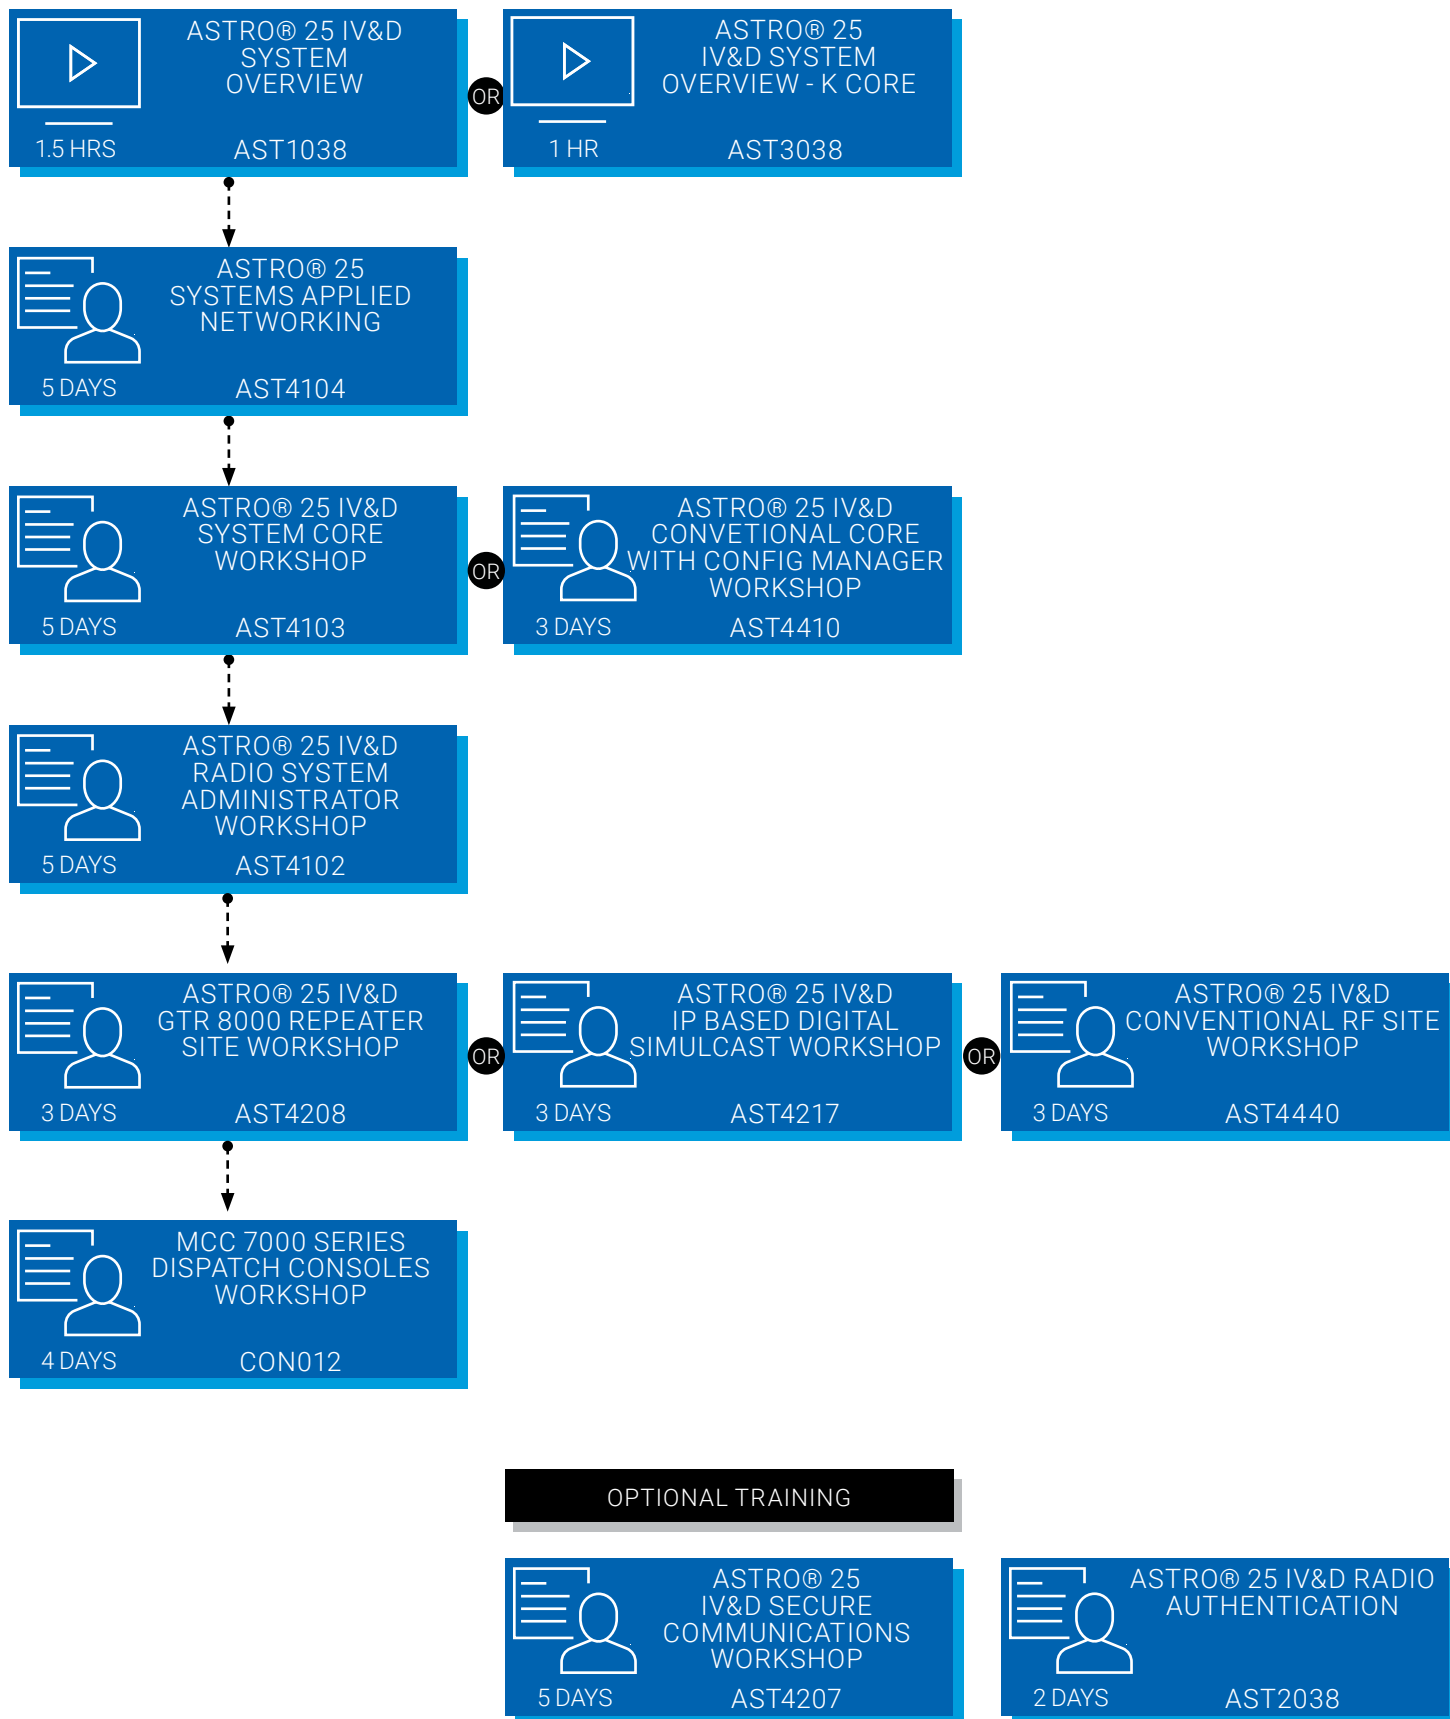 ASTRO® 25 IV&D
SYSTEM
OVERVIEW
1.5 HRS
AST1038
OR
ASTRO® 25
IV&D SYSTEM
OVERVIEW - K CORE
1 HR
AST3038
ASTRO® 25
SYSTEMS APPLIED
NETWORKING
5 DAYS
AST4104
ASTRO® 25 IV&D
SYSTEM CORE
WORKSHOP
5 DAYS
AST4103
OR
ASTRO® 25 IV&D
CONVETIONAL CORE
WITH CONFIG MANAGER
WORKSHOP
3 DAYS
AST4410
ASTRO® 25 IV&D
RADIO SYSTEM
ADMINISTRATOR
WORKSHOP
5 DAYS
AST4102
ASTRO® 25 IV&D
GTR 8000 REPEATER
SITE WORKSHOP
3 DAYS
AST4208
OR
ASTRO® 25 IV&D
IP BASED DIGITAL
SIMULCAST WORKSHOP
3 DAYS
AST4217
OR
ASTRO® 25 IV&D
CONVENTIONAL RF SITE
WORKSHOP
3 DAYS
AST4440
MCC 7000 SERIES
DISPATCH CONSOLES
WORKSHOP
4 DAYS
CON012
OPTIONAL TRAINING
ASTRO® 25
IV&D SECURE
COMMUNICATIONS
WORKSHOP
5 DAYS
AST4207
ASTRO® 25 IV&D RADIO
AUTHENTICATION
2 DAYS
AST2038